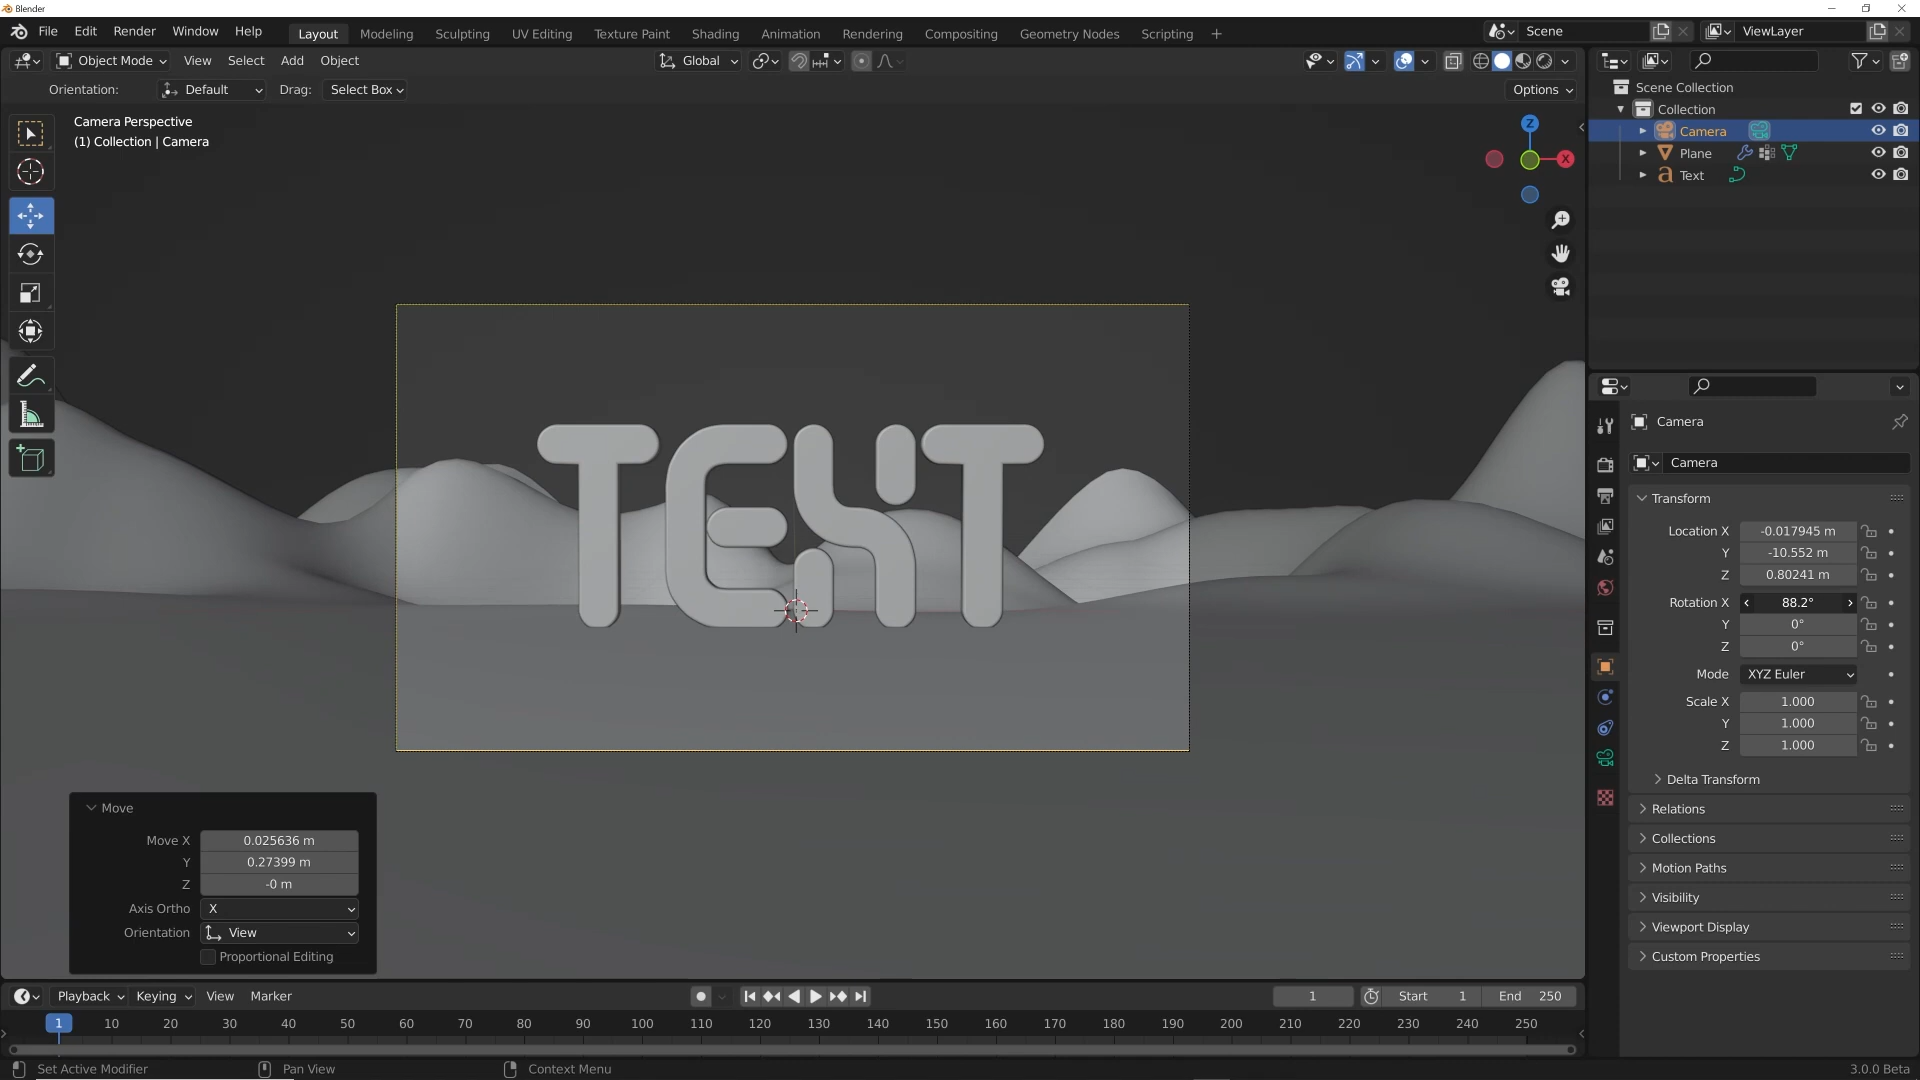 Blender
File Edit Render Window Help Layout Modeling Sculpting UV Editing Texture Paint Shading Animation Rendering Compositing Geometry Nodes Scripting + Scene ViewLayer
Object Mode View Select Add Object Global
Orientation: Default Drag: Select Box Options
Camera Perspective
(1) Collection | Camera
Z
X
TEXT
Scene Collection
Collection
Camera
Plane
Text
Camera
Camera
Transform
Location X -0.017945 m
Y -10.552 m
Z 0.80241 m
Rotation X 88.2°
Y 0°
Z 0°
Mode XYZ Euler
Scale X 1.000
Y 1.000
Z 1.000
Delta Transform
Relations
Collections
Motion Paths
Visibility
Viewport Display
Custom Properties
Move
Move X 0.025636 m
Y 0.27399 m
Z -0 m
Axis Ortho X
Orientation View
Proportional Editing
Playback Keying View Marker 1 Start 1 End 250
1 10 20 30 40 50 60 70 80 90 100 110 120 130 140 150 160 170 180 190 200 210 220 230 240 250
Set Active Modifier Pan View Context Menu 3.0.0 Beta